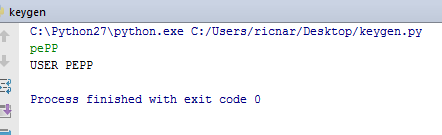 keygen
C:\Python27\python.exe C:/Users/ricnar/Desktop/keygen.py
pePP
USER PEPP
Process finished with exit code 0